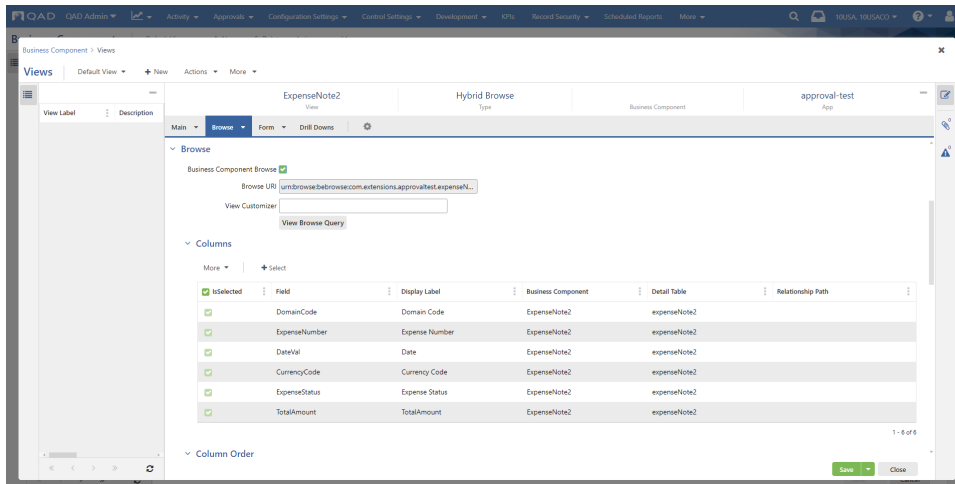 QAD QAD Admin Activity Approvals Configuration Settings Control Settings Development KPIs Record Security Scheduled Reports More 10USA, 10USACO
Business Component > Views
Views Default View + New Actions More
ExpenseNote2 Hybrid Browse approval-test
View Type Business Component App
View Label Description
Main Browse Form Drill Downs
Browse
Business Component Browse
Browse URI urn:browse:bebrowse:com.extensions.approvaltest.expenseN...
View Customizer
View Browse Query
Columns
More + Select
IsSelected Field Display Label Business Component Detail Table Relationship Path
DomainCode Domain Code ExpenseNote2 expenseNote2
ExpenseNumber Expense Number ExpenseNote2 expenseNote2
DateVal Date ExpenseNote2 expenseNote2
CurrencyCode Currency Code ExpenseNote2 expenseNote2
ExpenseStatus Expense Status ExpenseNote2 expenseNote2
TotalAmount TotalAmount ExpenseNote2 expenseNote2
1 - 6 of 6
Column Order
Save Close